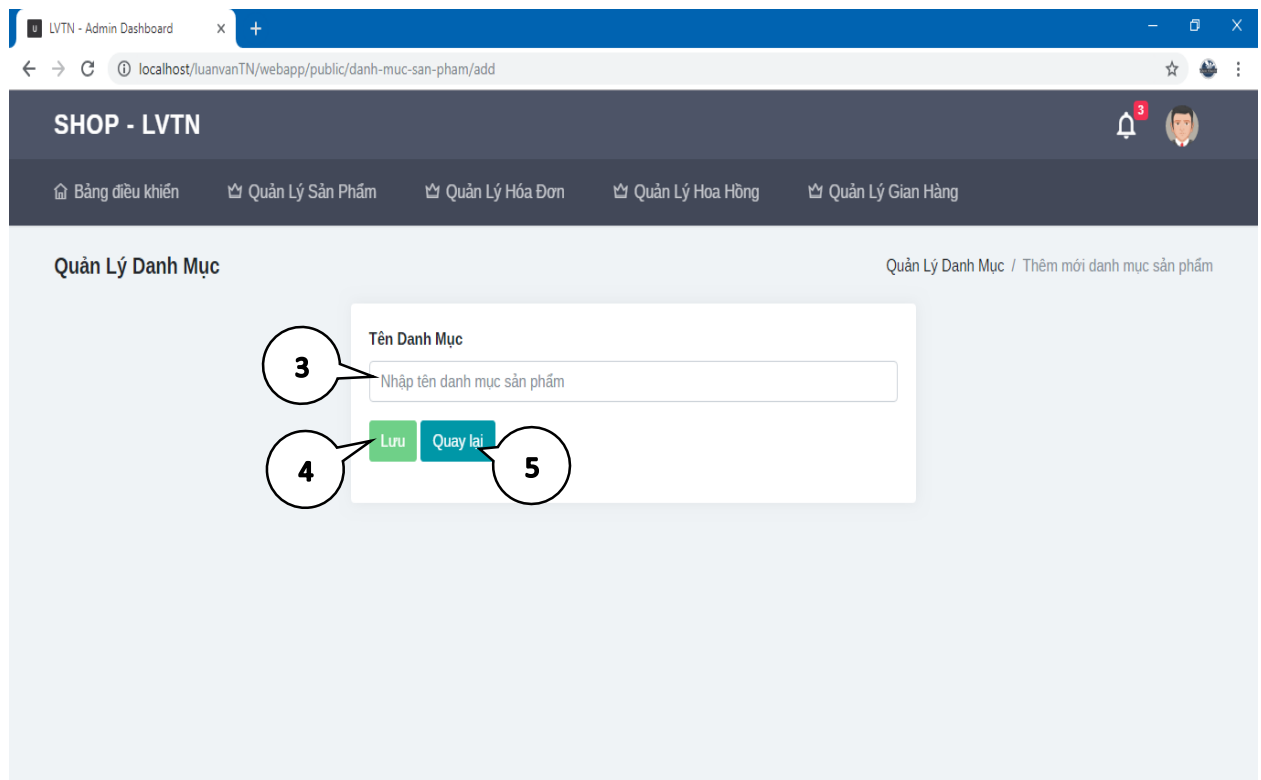 LVTN - Admin Dashboard
localhost/luanvanTN/webapp/public/danh-muc-san-pham/add
SHOP - LVTN
3
Bảng điều khiển Quản Lý Sản Phẩm Quản Lý Hóa Đơn Quản Lý Hoa Hồng Quản Lý Gian Hàng
Quản Lý Danh Mục
Quản Lý Danh Mục / Thêm mới danh mục sản phẩm
Tên Danh Mục
3
Nhập tên danh mục sản phẩm
Lưu Quay lại
4
5